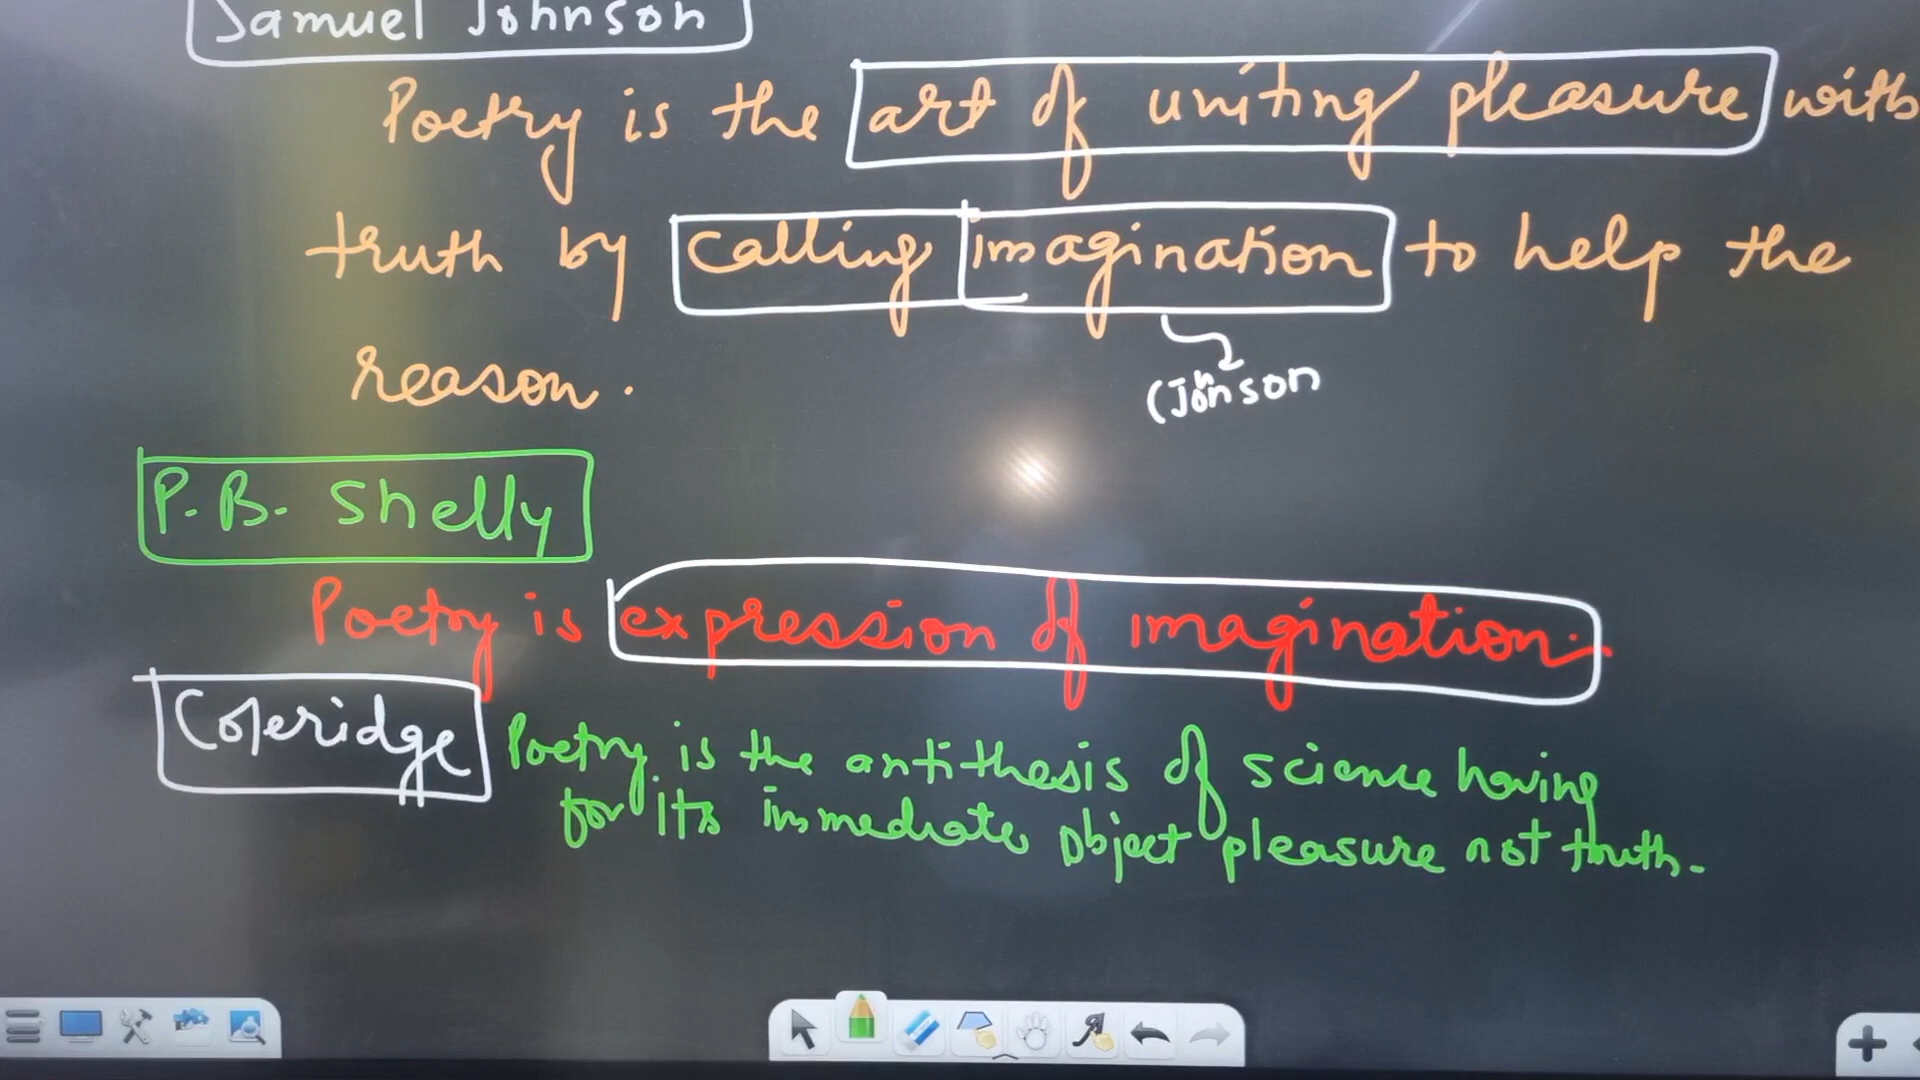 Samuel Johnson
Poetry is the art of uniting pleasure with
truth by calling imagination to help the
reason.
(Johnson
P.B. Shelly
Poetry is expression of imagination.
Coleridge
Poetry is the antithesis of science having
for its immediate object pleasure not truth.